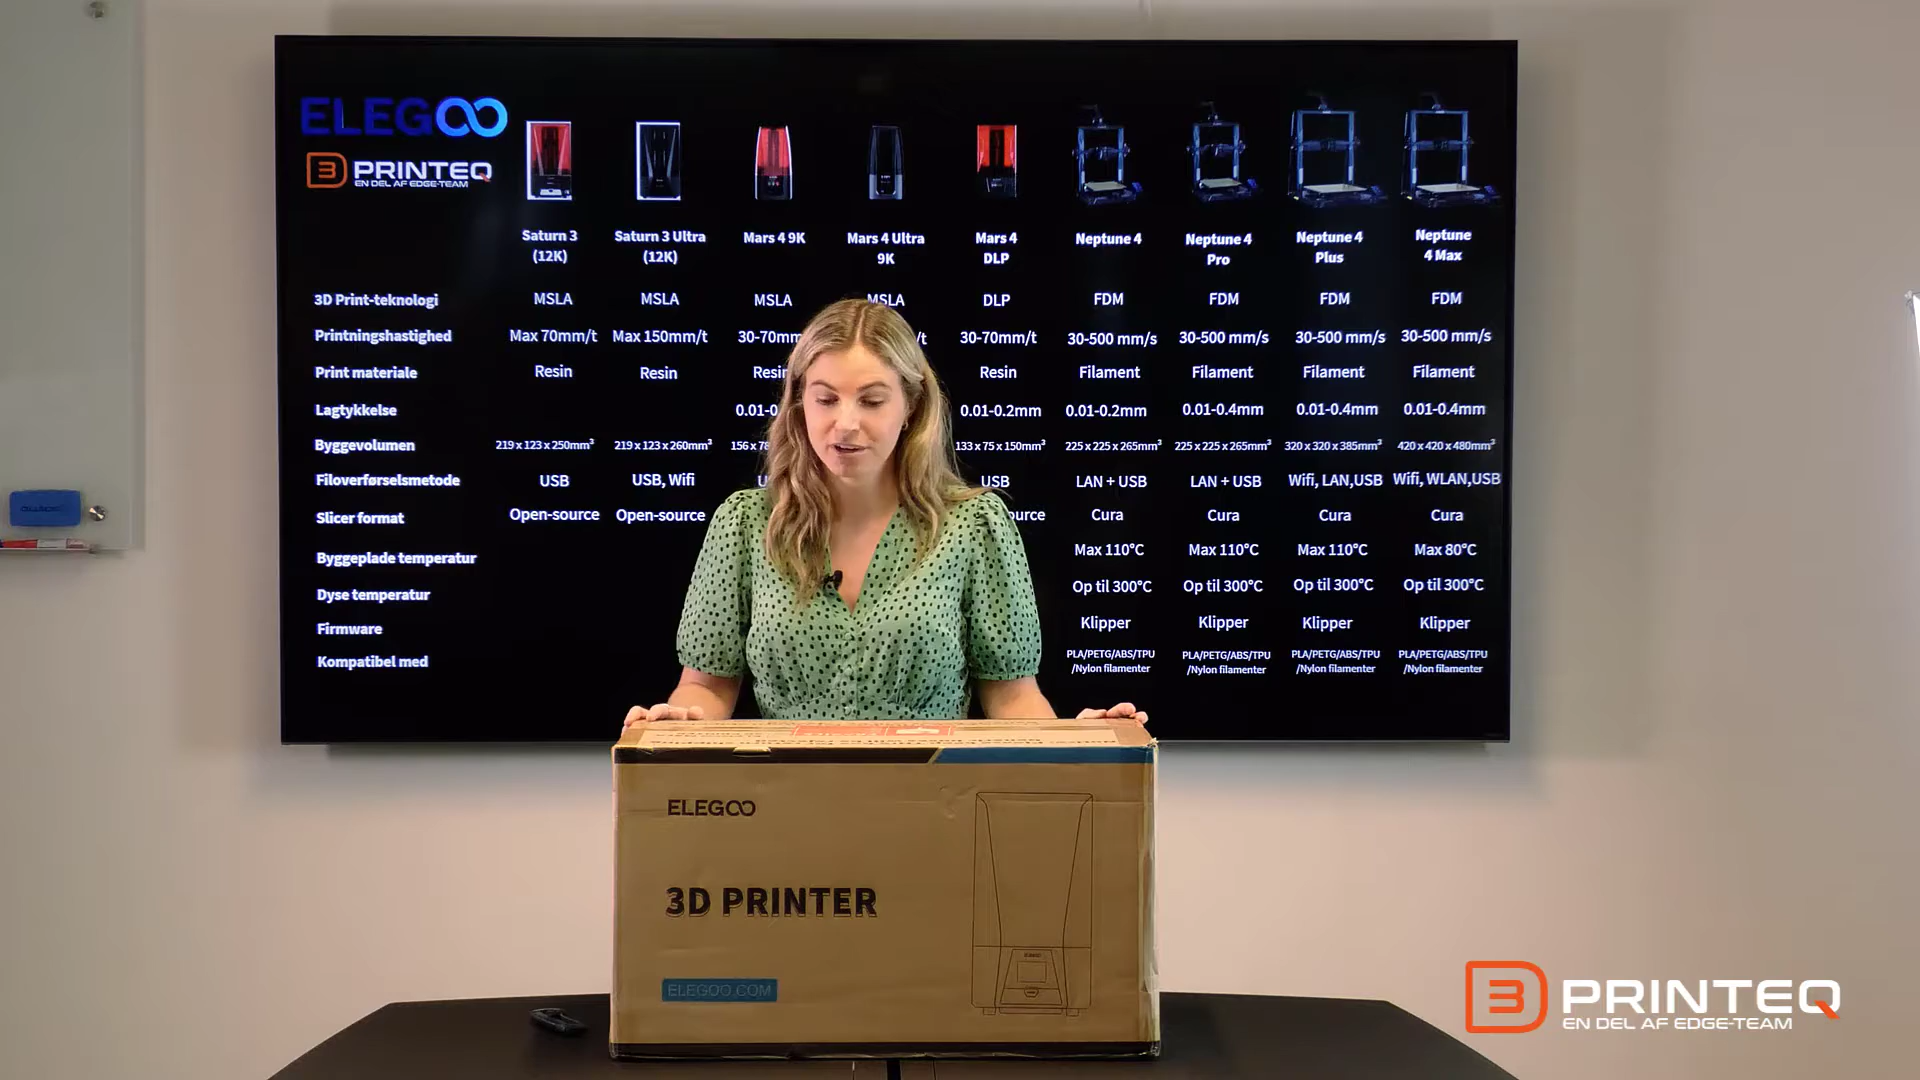 ELEGOO
3 PRINTEQ
EN DEL AF EDGE-TEAM
Saturn 3
(12K)
Saturn 3 Ultra
(12K)
Mars 4 9K
Mars 4 Ultra
9K
Mars 4
DLP
Neptune 4
Neptune 4
Pro
Neptune 4
Plus
Neptune
4 Max
3D Print-teknologi MSLA MSLA MSLA MSLA DLP FDM FDM FDM FDM
Printningshastighed Max 70mm/t Max 150mm/t 30-70mm /t 30-70mm/t 30-500 mm/s 30-500 mm/s 30-500 mm/s 30-500 mm/s
Print materiale Resin Resin Resin Resin Filament Filament Filament Filament
Lagtykkelse 0.01-0 0.01-0.2mm 0.01-0.2mm 0.01-0.4mm 0.01-0.4mm 0.01-0.4mm
Byggevolumen 219 x 123 x 250mm³ 219 x 123 x 260mm³ 156 x 78 133 x 75 x 150mm³ 225 x 225 x 265mm³ 225 x 225 x 265mm³ 320 x 320 x 385mm³ 420 x 420 x 480mm³
Filoverførselsmetode USB USB, Wifi U USB LAN + USB LAN + USB Wifi, LAN,USB Wifi, WLAN,USB
Slicer format Open-source Open-source ource Cura Cura Cura Cura
Byggeplade temperatur Max 110°C Max 110°C Max 110°C Max 80°C
Dyse temperatur Op til 300°C Op til 300°C Op til 300°C Op til 300°C
Firmware Klipper Klipper Klipper Klipper
Kompatibel med PLA/PETG/ABS/TPU PLA/PETG/ABS/TPU PLA/PETG/ABS/TPU PLA/PETG/ABS/TPU
/Nylon filamenter /Nylon filamenter /Nylon filamenter /Nylon filamenter
ELEGOO
3D PRINTER
ELEGOO.COM
3 PRINTEQ
EN DEL AF EDGE-TEAM